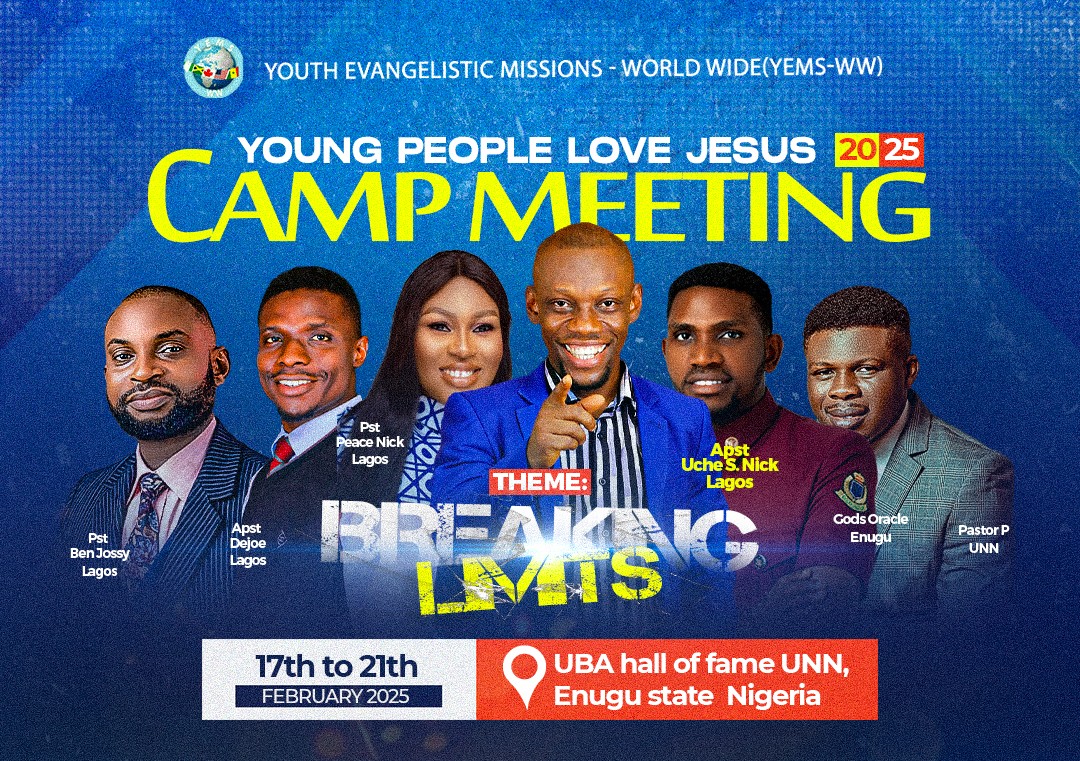 YEMS
WW
YOUTH EVANGELISTIC MISSIONS - WORLD WIDE(YEMS-WW)
YOUNG PEOPLE LOVE JESUS 2025
CAMP MEETING
Pst
Ben Jossy
Lagos
Apst
Dejoe
Lagos
Pst
Peace Nick
Lagos
Apst
Uche S. Nick
Lagos
Gods Oracle
Enugu
Pastor P
UNN
THEME:
BREAKING
LIMITS
17th to 21th
FEBRUARY 2025
UBA hall of fame UNN,
Enugu state Nigeria